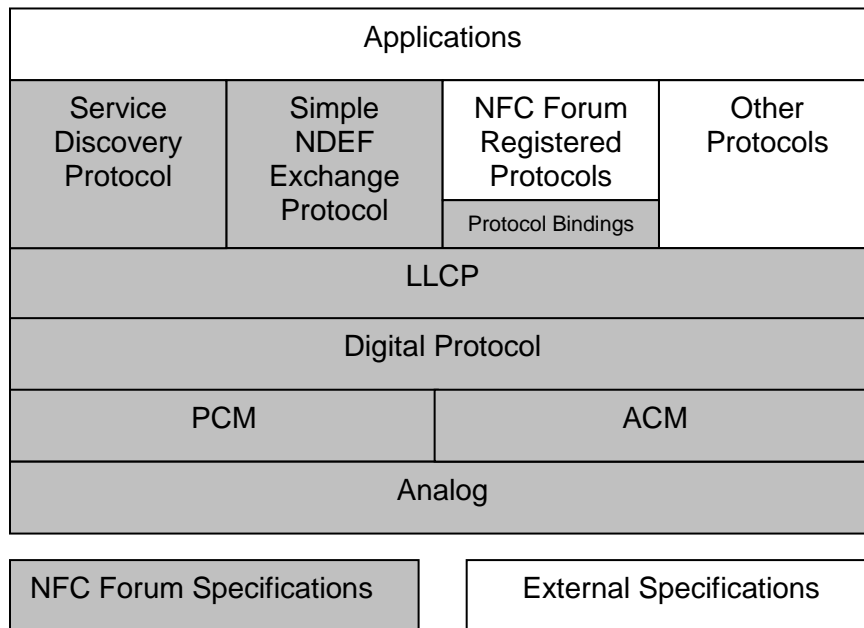 Applications
Service
Discovery
Protocol
Simple
NDEF
Exchange
Protocol
NFC Forum
Registered
Protocols
Protocol Bindings
Other
Protocols
LLCP
Digital Protocol
PCM
ACM
Analog
NFC Forum Specifications
External Specifications